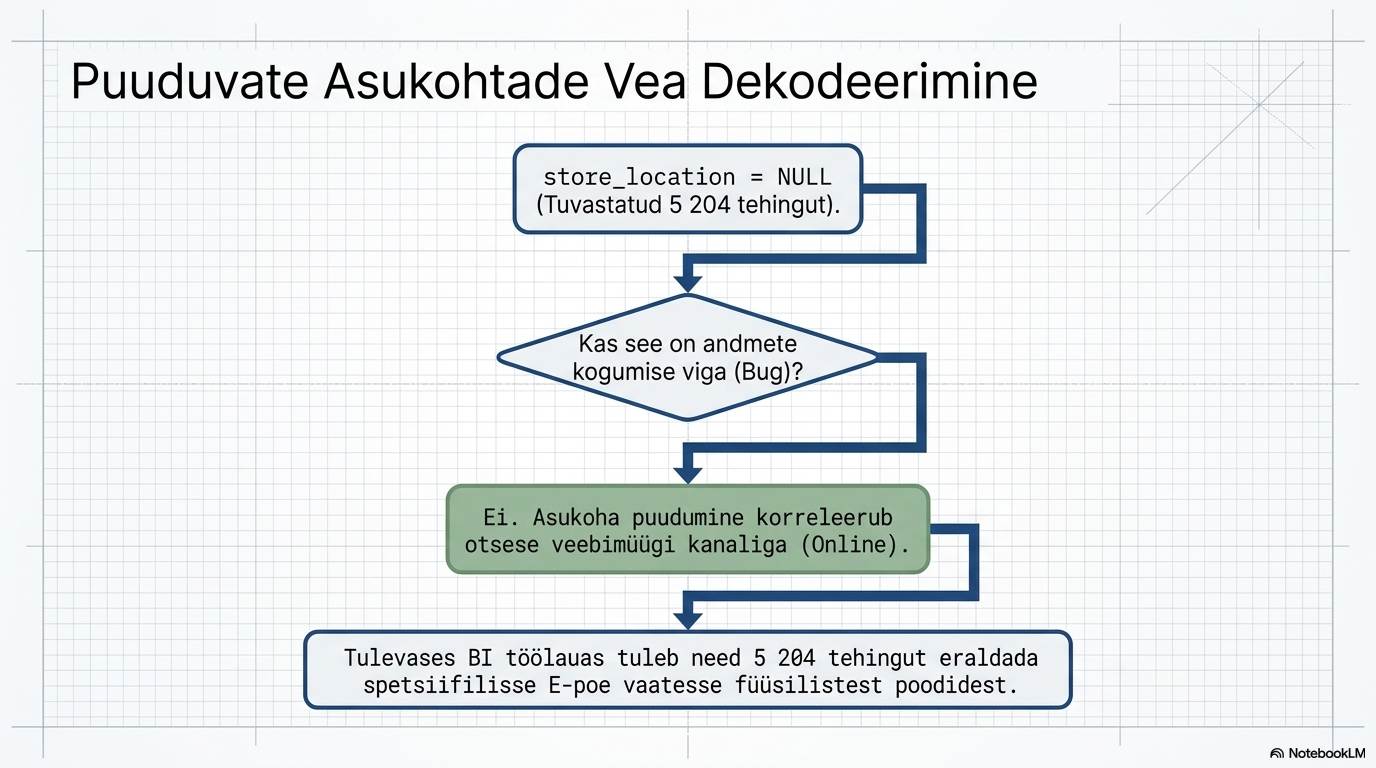 Puuduvate Asukohtade Vea Dekodeerimine
store_location = NULL
(Tuvastatud 5 204 tehingut).
Kas see on andmete
kogumise viga (Bug)?
Ei. Asukoha puudumine korreleerub
otsese veebimüügi kanaliga (Online).
Tulevases BI töölauas tuleb need 5 204 tehingut eraldada
spetsiifilisse E-poe vaatesse füüsilistest poodidest.
NotebookLM